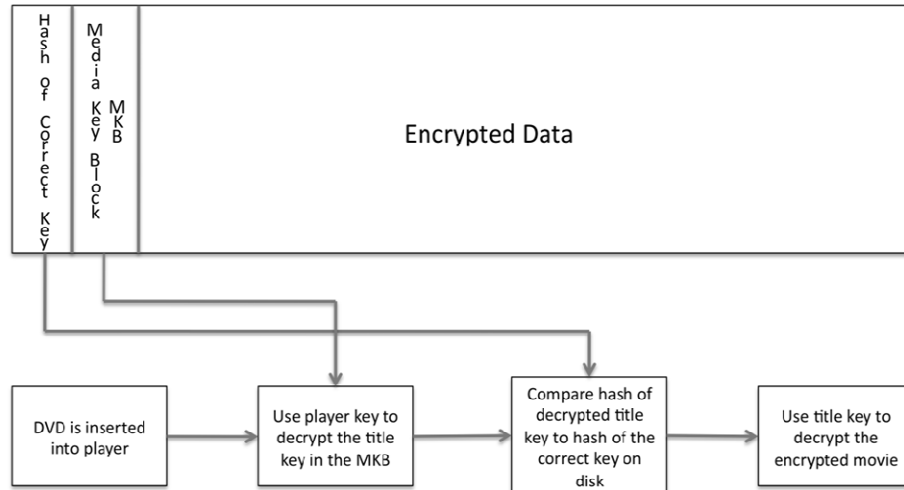 Hash of Correct Key
Media Key Block
MKB
Encrypted Data
DVD is inserted
into player
Use player key to
decrypt the title
key in the MKB
Compare hash of
decrypted title
key to hash of the
correct key on
disk
Use title key to
decrypt the
encrypted movie